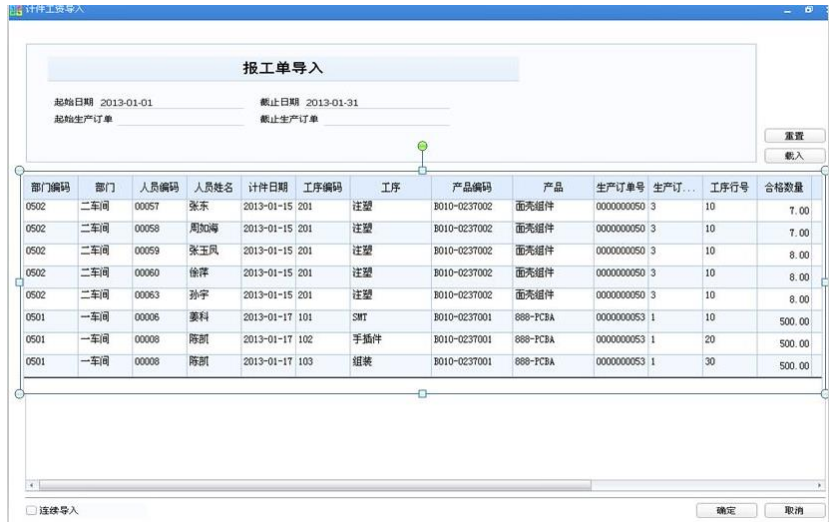 计件工资导入
报工单导入
起始日期 2013-01-01 截止日期 2013-01-31
起始生产订单 截止生产订单
重置
载入
部门编码 部门 人员编码 人员姓名 计件日期 工序编码 工序 产品编码 产品 生产订单号 生产订... 工序行号 合格数量
0502 二车间 00057 张东 2013-01-15 201 注塑 B010-0237002 面壳组件 0000000050 3 10 7.00
0502 二车间 00058 周如海 2013-01-15 201 注塑 B010-0237002 面壳组件 0000000050 3 10 7.00
0502 二车间 00059 张玉凤 2013-01-15 201 注塑 B010-0237002 面壳组件 0000000050 3 10 8.00
0502 二车间 00060 徐萍 2013-01-15 201 注塑 B010-0237002 面壳组件 0000000050 3 10 8.00
0502 二车间 00063 孙宇 2013-01-15 201 注塑 B010-0237002 面壳组件 0000000050 3 10 8.00
0501 一车间 00006 姜科 2013-01-17 101 SMT B010-0237001 888-PCBA 0000000053 1 10 500.00
0501 一车间 00008 陈凯 2013-01-17 102 手插件 B010-0237001 888-PCBA 0000000053 1 20 500.00
0501 一车间 00008 陈凯 2013-01-17 103 组装 B010-0237001 888-PCBA 0000000053 1 30 500.00
连续导入 确定 取消